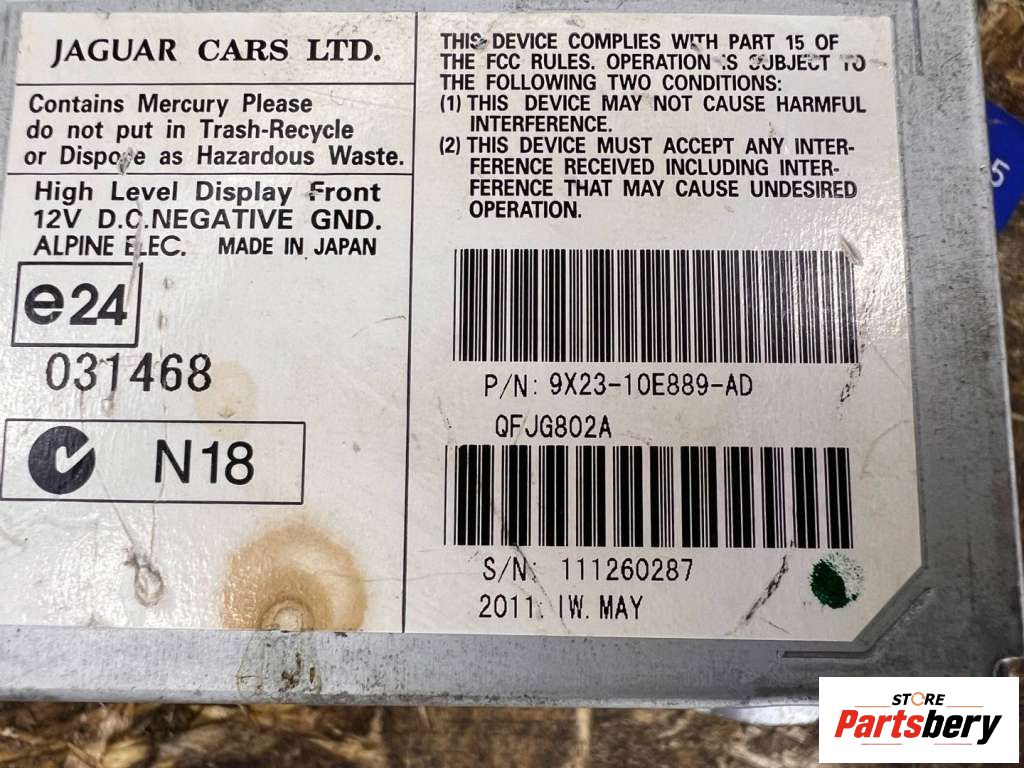 JAGUAR CARS LTD.
Contains Mercury Please
do not put in Trash-Recycle
or Dispose as Hazardous Waste.
High Level Display Front
12V D.C.NEGATIVE GND.
ALPINE ELEC. MADE IN JAPAN
e24
031468
N18
THIS DEVICE COMPLIES WITH PART 15 OF
THE FCC RULES. OPERATION IS SUBJECT TO
THE FOLLOWING TWO CONDITIONS:
(1) THIS DEVICE MAY NOT CAUSE HARMFUL
INTERFERENCE.
(2) THIS DEVICE MUST ACCEPT ANY INTER-
FERENCE RECEIVED INCLUDING INTER-
FERENCE THAT MAY CAUSE UNDESIRED
OPERATION.
P/N: 9X23-10E889-AD
QFJG802A
S/N: 111260287
2011. 1W. MAY
5
STORE
Partsbery